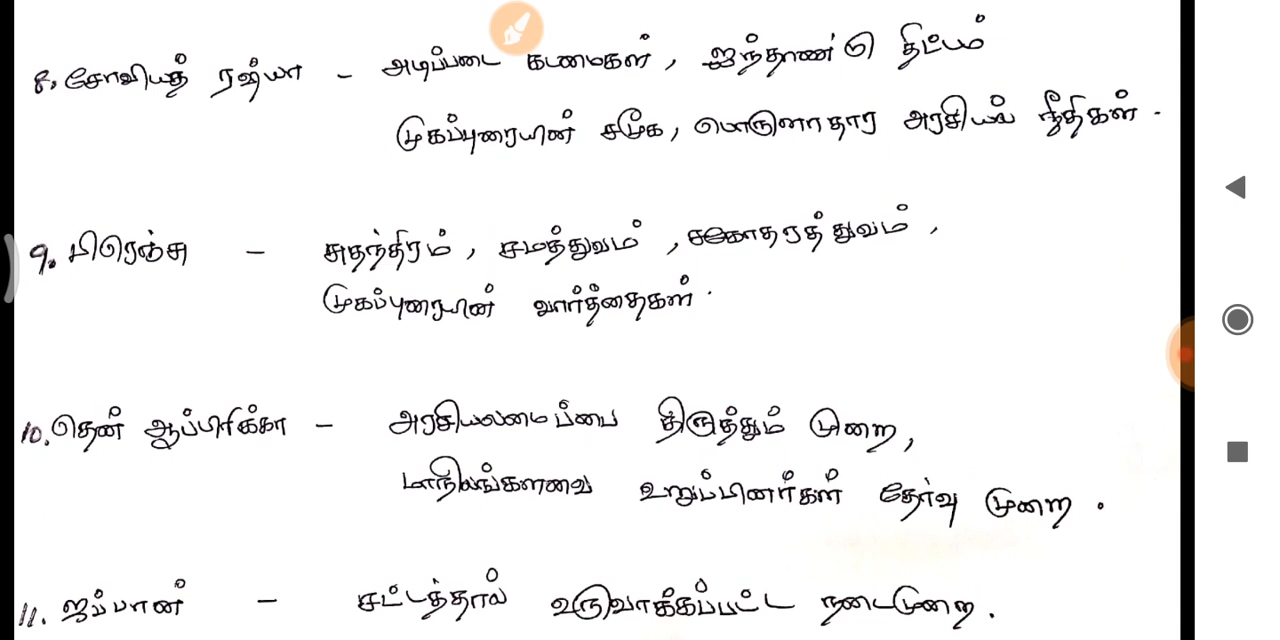 8. சோவியத் ரஷ்யா - அடிப்படை கடமைகள், ஐந்தாண்டு திட்டம்
முகப்புரையின் சமூக, பொருளாதார அரசியல் நீதிகள்.
9. பிரெஞ்சு - சுதந்திரம், சமத்துவம், சகோதரத்துவம்,
முகப்புரையின் வார்த்தைகள்.
10. தென் ஆப்பிரிக்கா - அரசியலமைப்பை திருத்தும் முறை,
மாநிலங்களவை உறுப்பினர்கள் தேர்வு முறை.
11. ஜப்பான் - சட்டத்தால் உருவாக்கப்பட்ட நடைமுறை.